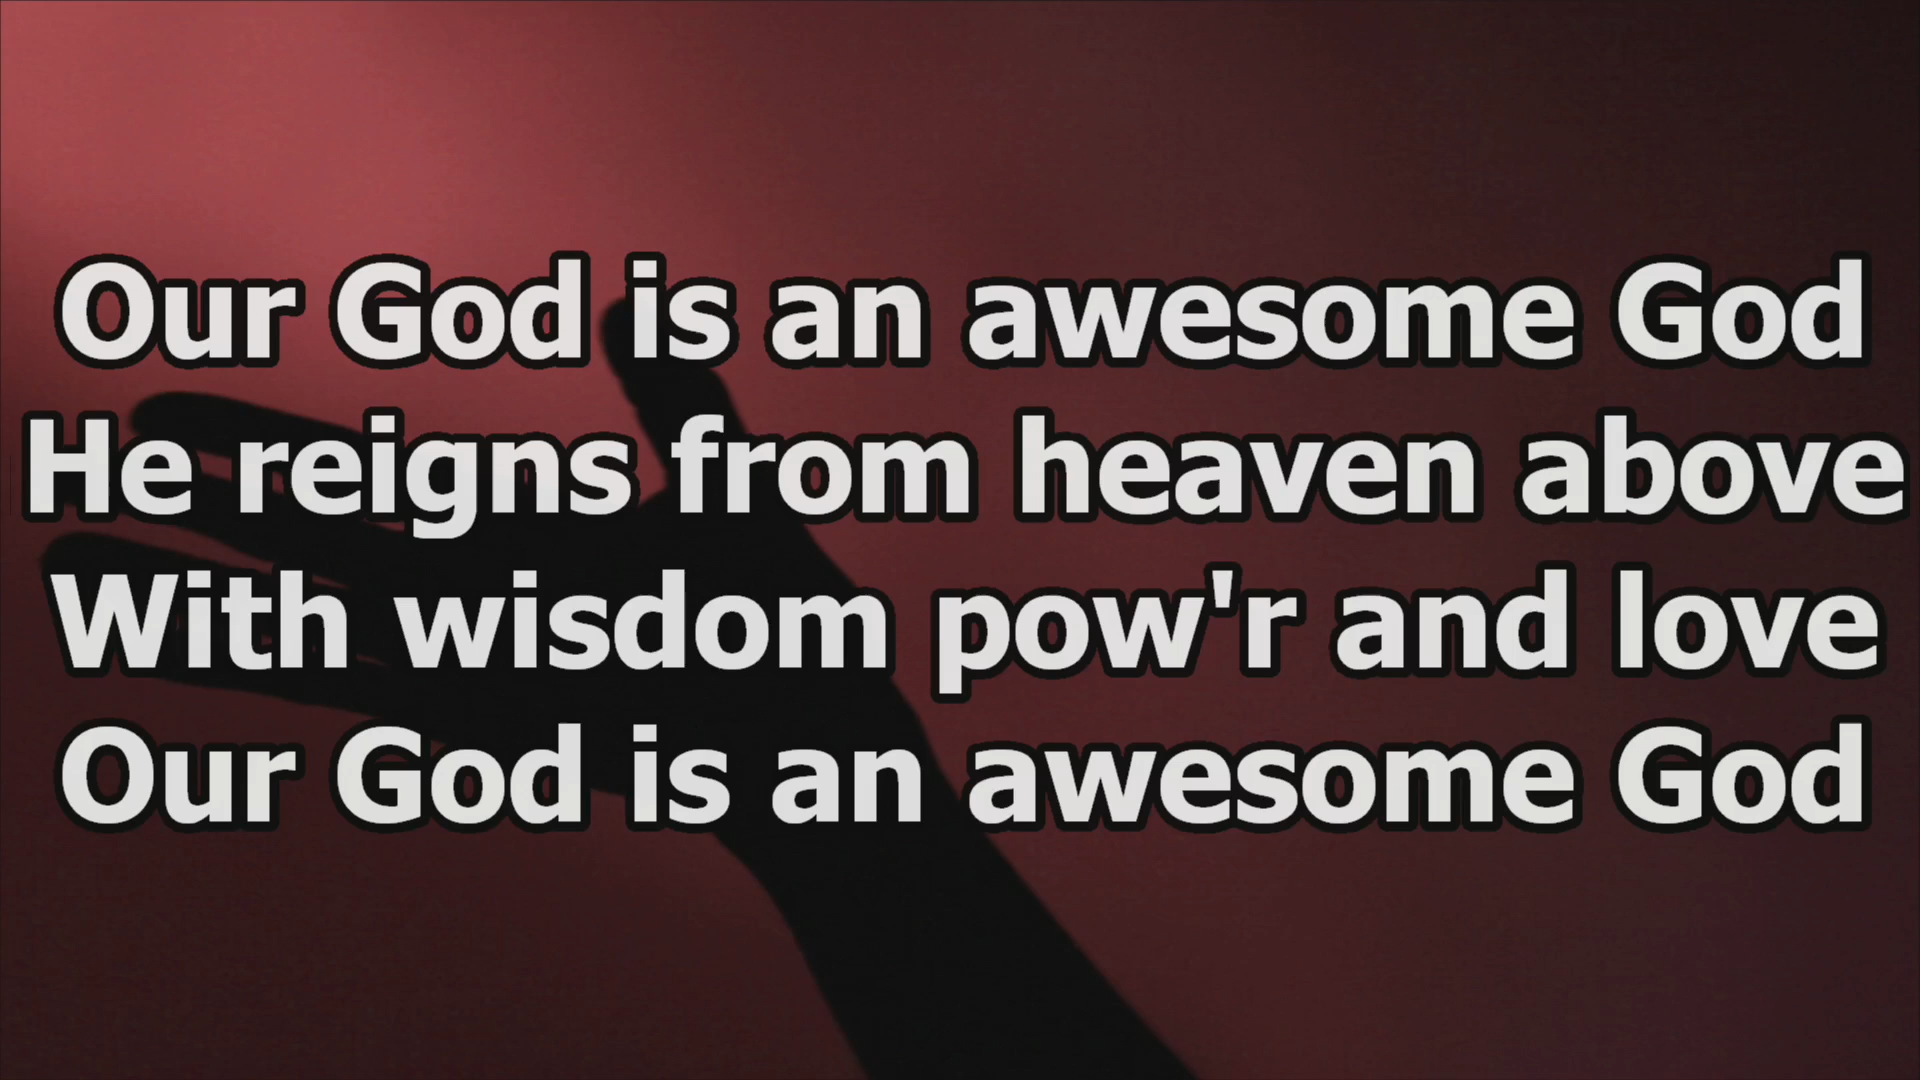 Our God is an awesome God
He reigns from heaven above
With wisdom pow'r and love
Our God is an awesome God